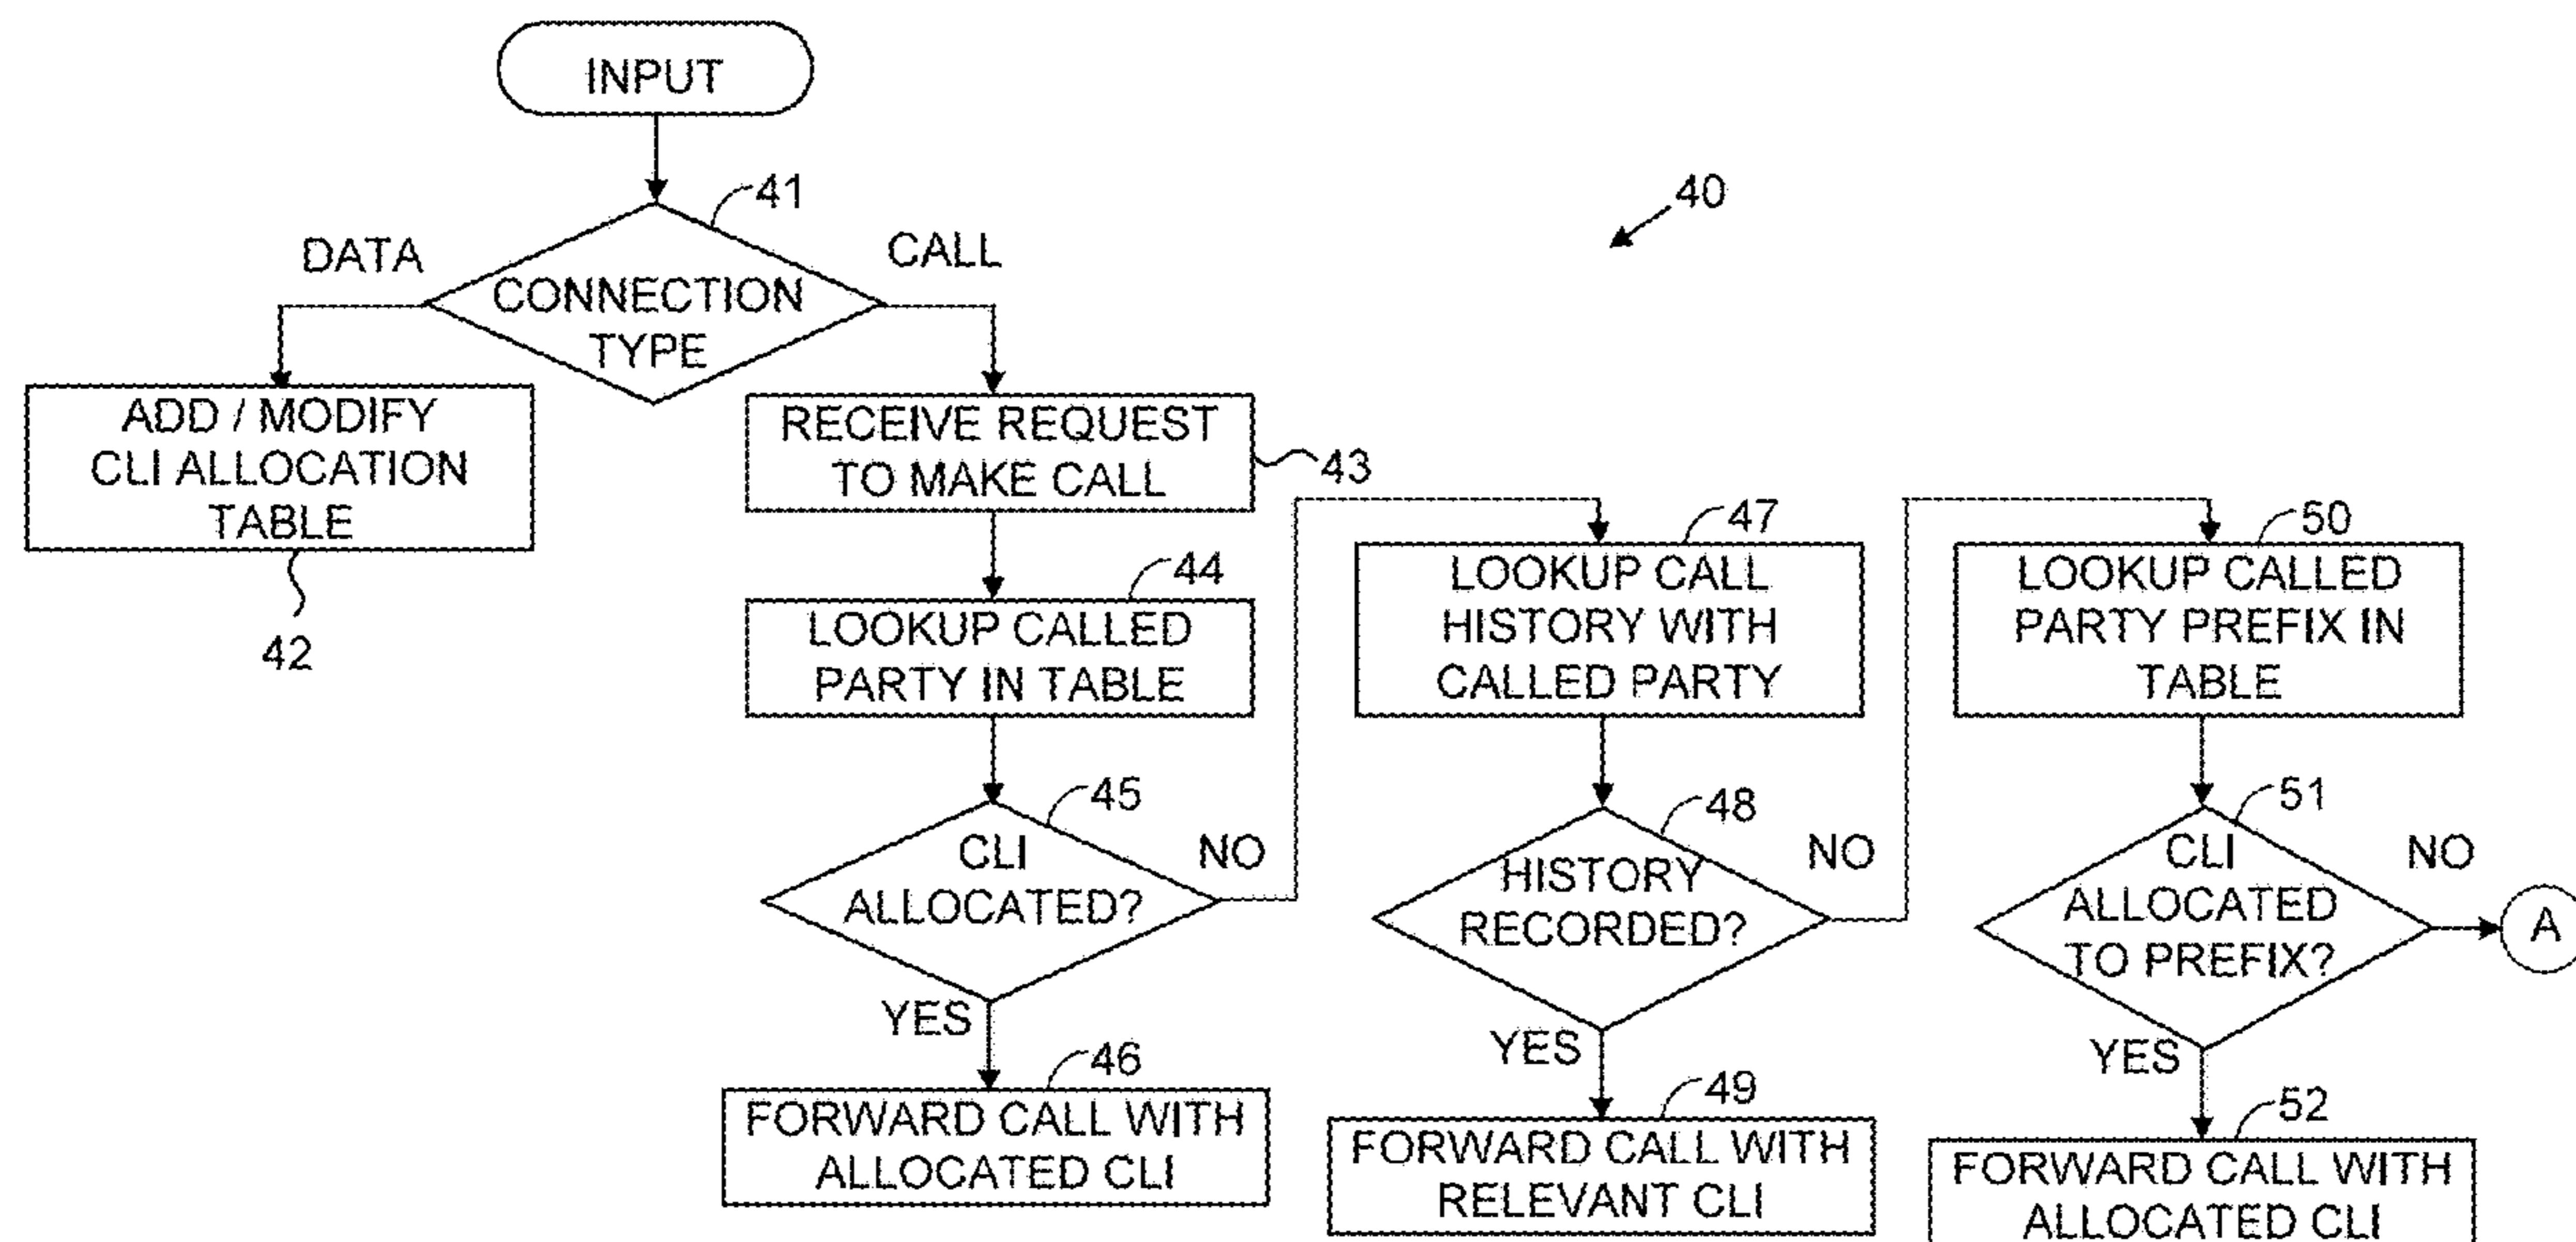 INPUT
41
40
DATA
CALL
CONNECTION
TYPE
ADD / MODIFY
CLI ALLOCATION
TABLE
42
RECEIVE REQUEST
TO MAKE CALL
43
44
LOOKUP CALLED
PARTY IN TABLE
45
CLI
ALLOCATED?
NO
YES
46
FORWARD CALL WITH
ALLOCATED CLI
47
LOOKUP CALL
HISTORY WITH
CALLED PARTY
48
HISTORY
RECORDED?
NO
YES
49
FORWARD CALL WITH
RELEVANT CLI
50
LOOKUP CALLED
PARTY PREFIX IN
TABLE
51
CLI
ALLOCATED
TO PREFIX?
NO
A
YES
52
FORWARD CALL WITH
ALLOCATED CLI